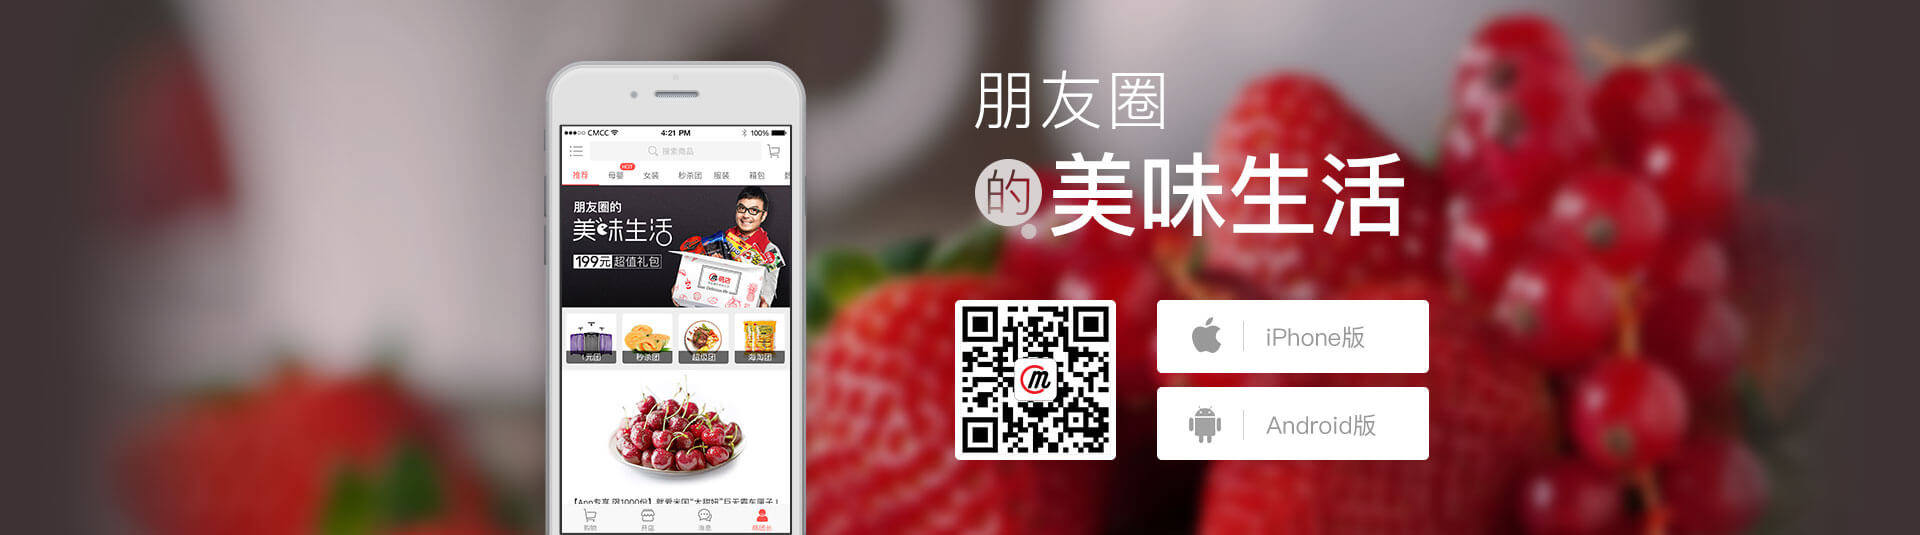 朋友圈
的美味生活
iPhone版
Android版
CMCC 4:21 PM 100%
搜索商品
HOT
推荐 母婴 女装 秒杀团 服装 箱包
朋友圈的
美味生活
199元 超值礼包
1元团 秒杀团 超级团 海淘团
购物 开店 消息
m